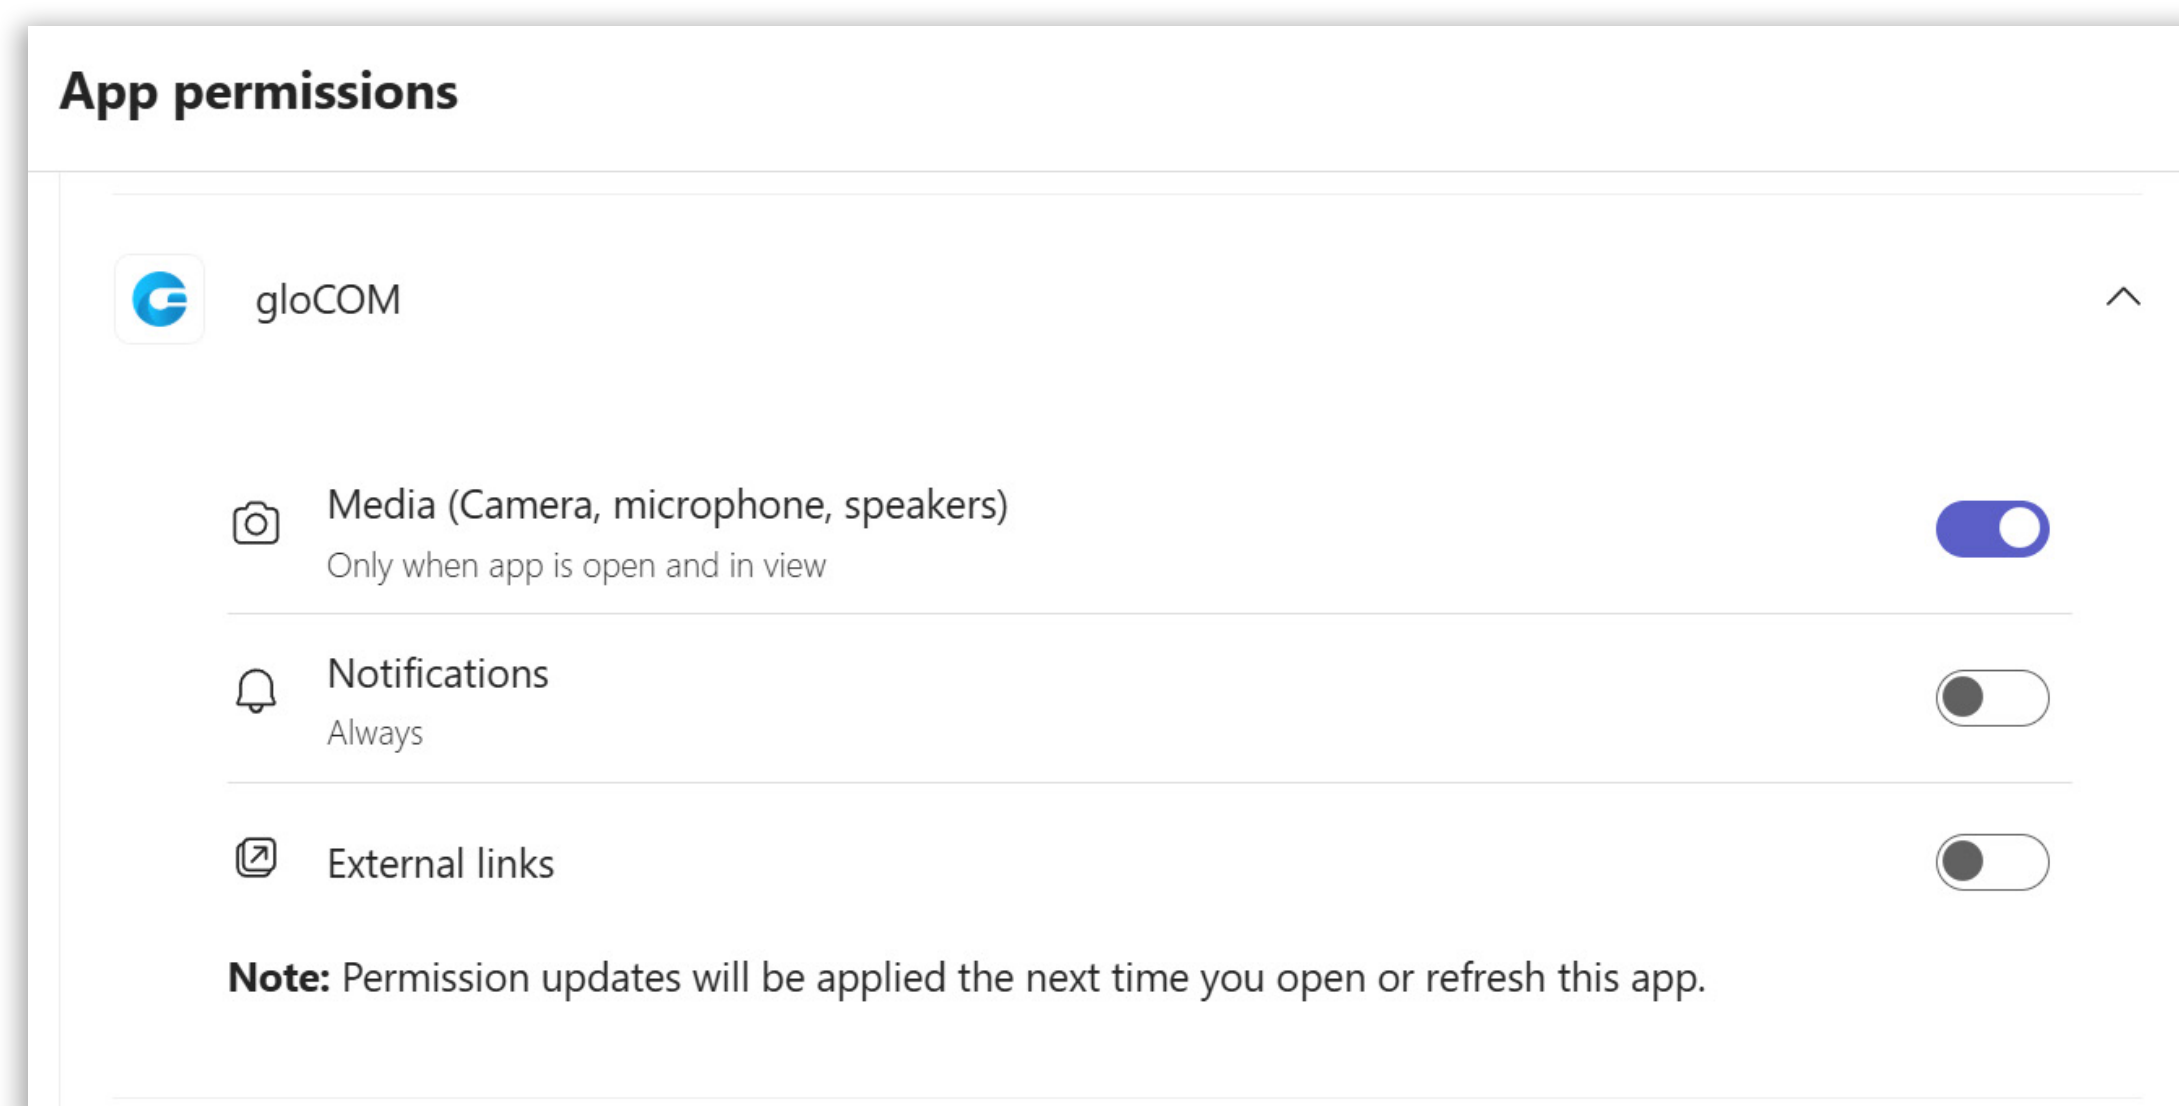 App permissions
gloCOM
Media (Camera, microphone, speakers)
Only when app is open and in view
Notifications
Always
External links
Note: Permission updates will be applied the next time you open or refresh this app.